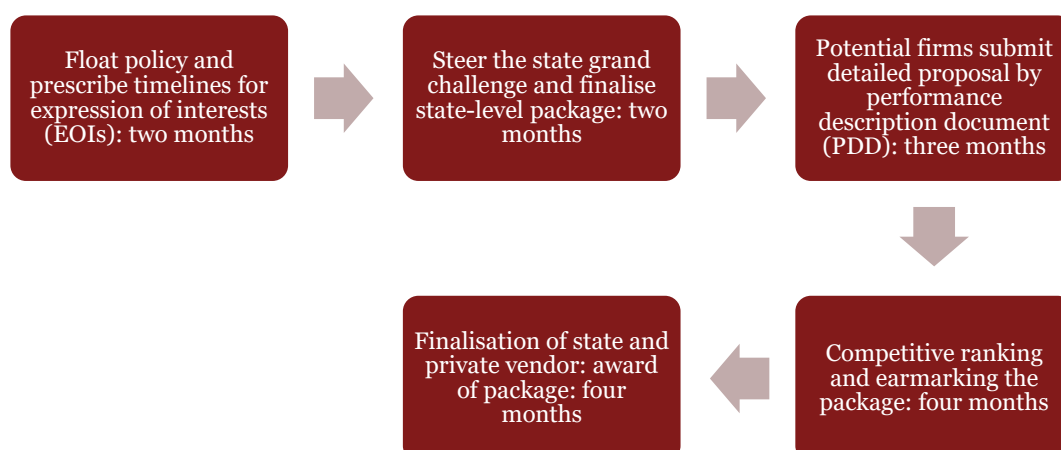 Float policy and
prescribe timelines for
expression of interests
(EOIs): two months
Steer the state grand
challenge and finalise
state-level package: two
months
Potential firms submit
detailed proposal by
performance
description document
(PDD): three months
Competitive ranking
and earmarking the
package: four months
Finalisation of state and
private vendor: award
of package: four
months